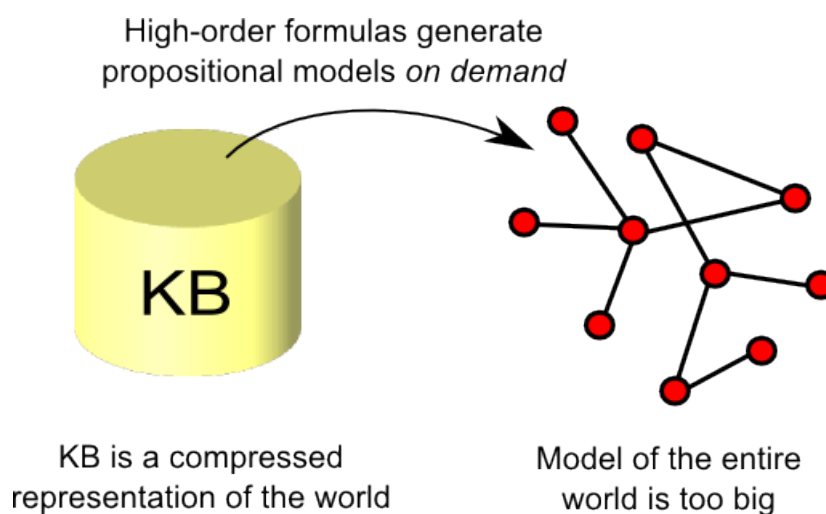 High-order formulas generate
propositional models on demand
KB
KB is a compressed
representation of the world
Model of the entire
world is too big